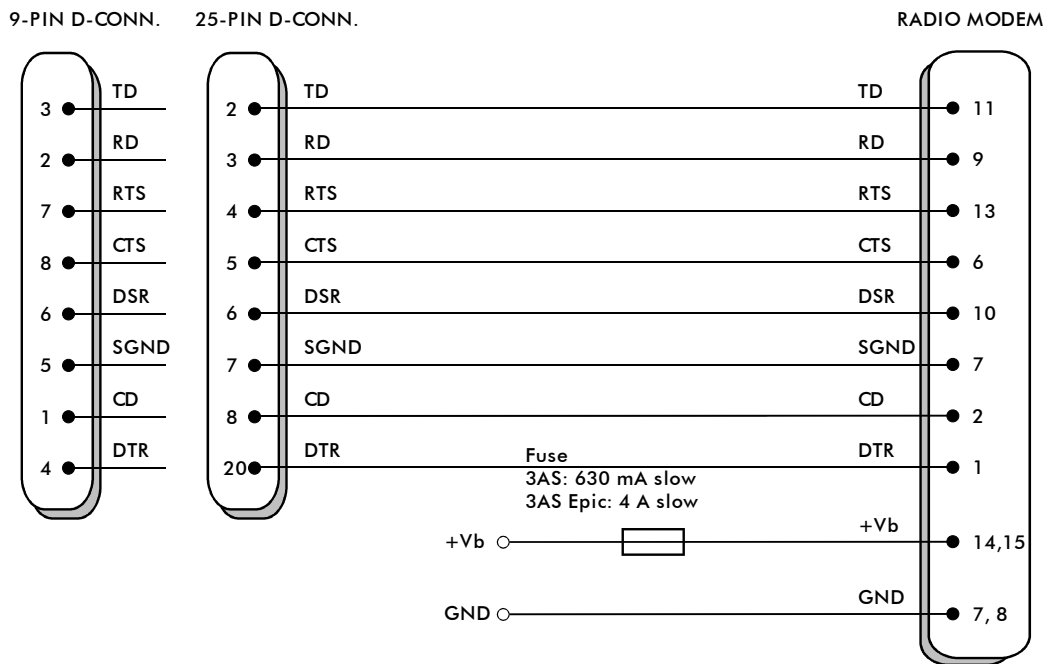 9-PIN D-CONN. 25-PIN D-CONN. RADIO MODEM
3 TD 2 TD TD 11
2 RD 3 RD RD 9
7 RTS 4 RTS RTS 13
8 CTS 5 CTS CTS 6
6 DSR 6 DSR DSR 10
5 SGND 7 SGND SGND 7
1 CD 8 CD CD 2
4 DTR 20 DTR DTR 1
Fuse
3AS: 630 mA slow
3AS Epic: 4 A slow
+Vb +Vb 14,15
GND GND 7, 8